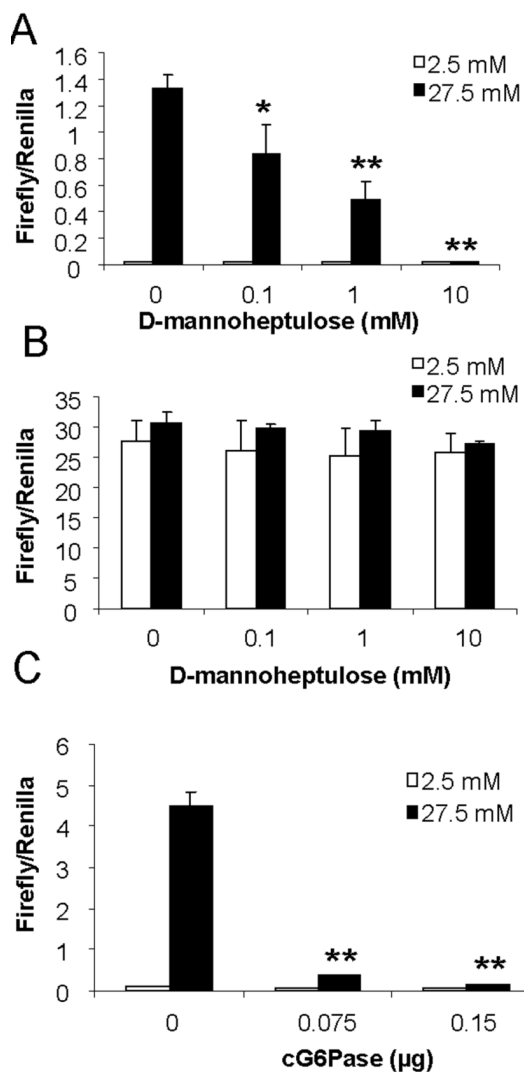 A
Firefly/Renilla
1.6
1.4
1.2
1
0.8
0.6
0.4
0.2
0
2.5 mM
27.5 mM
*
**
**
0 0.1 1 10
D-mannoheptulose (mM)
B
Firefly/Renilla
35
30
25
20
15
10
5
0
2.5 mM
27.5 mM
0 0.1 1 10
D-mannoheptulose (mM)
C
Firefly/Renilla
6
5
4
3
2
1
0
2.5 mM
27.5 mM
**
**
0 0.075 0.15
cG6Pase (µg)